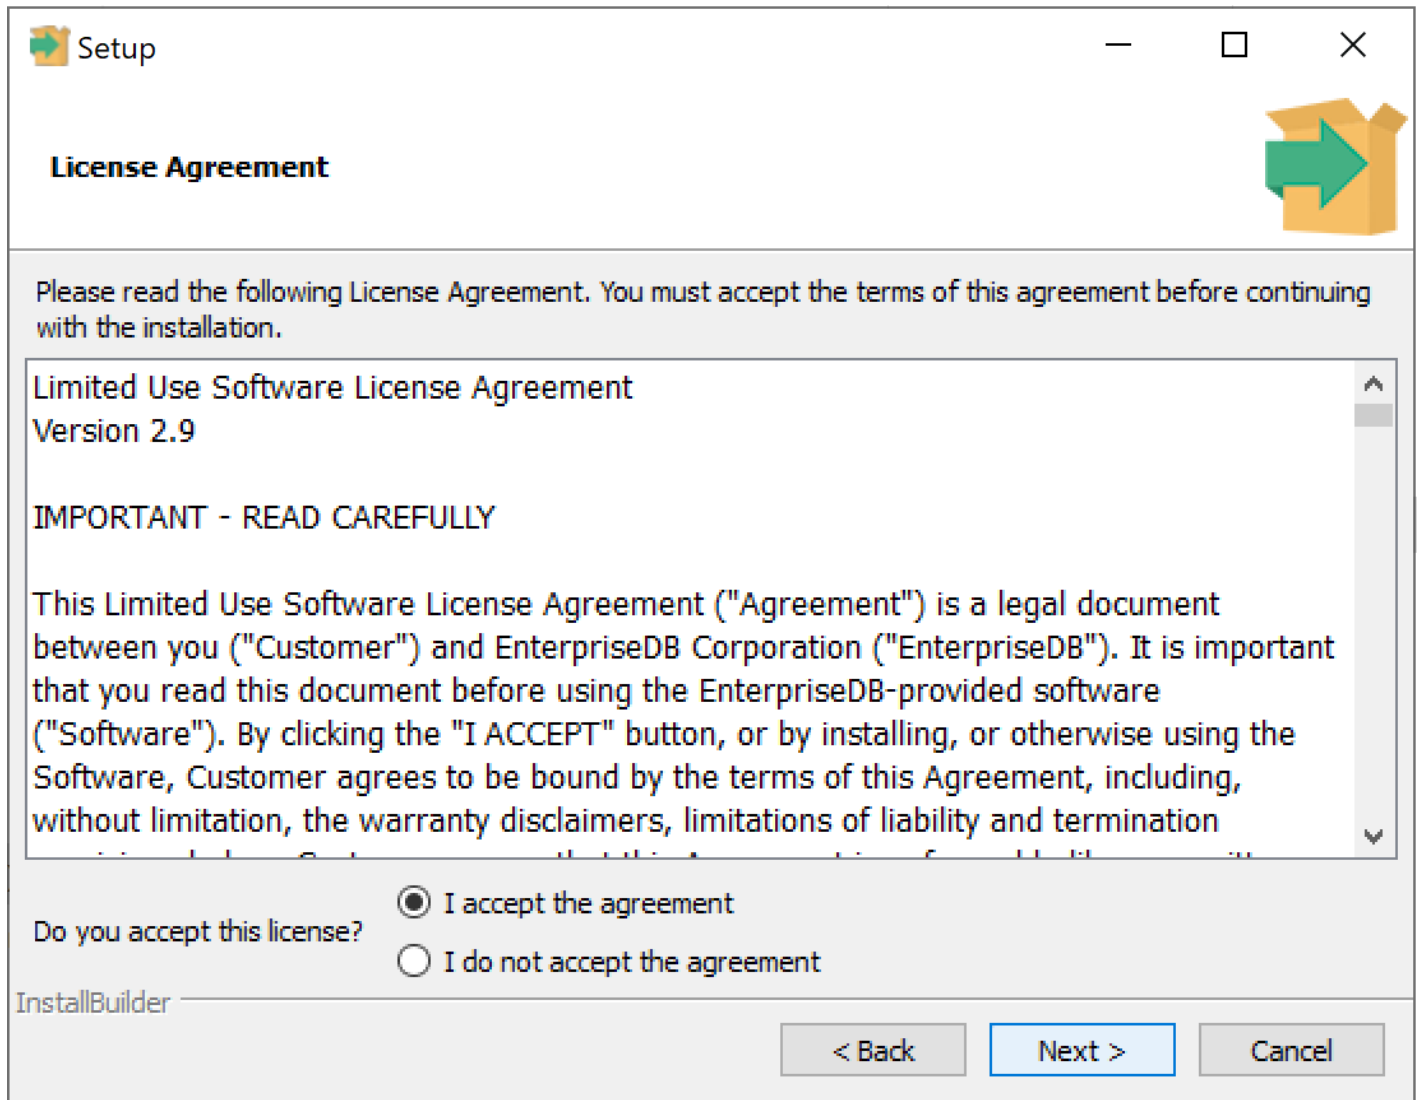 Setup
License Agreement
Please read the following License Agreement. You must accept the terms of this agreement before continuing
with the installation.
Limited Use Software License Agreement
Version 2.9
IMPORTANT - READ CAREFULLY
This Limited Use Software License Agreement ("Agreement") is a legal document
between you ("Customer") and EnterpriseDB Corporation ("EnterpriseDB"). It is important
that you read this document before using the EnterpriseDB-provided software
("Software"). By clicking the "I ACCEPT" button, or by installing, or otherwise using the
Software, Customer agrees to be bound by the terms of this Agreement, including,
without limitation, the warranty disclaimers, limitations of liability and termination
Do you accept this license?
I accept the agreement
I do not accept the agreement
InstallBuilder
< Back
Next >
Cancel